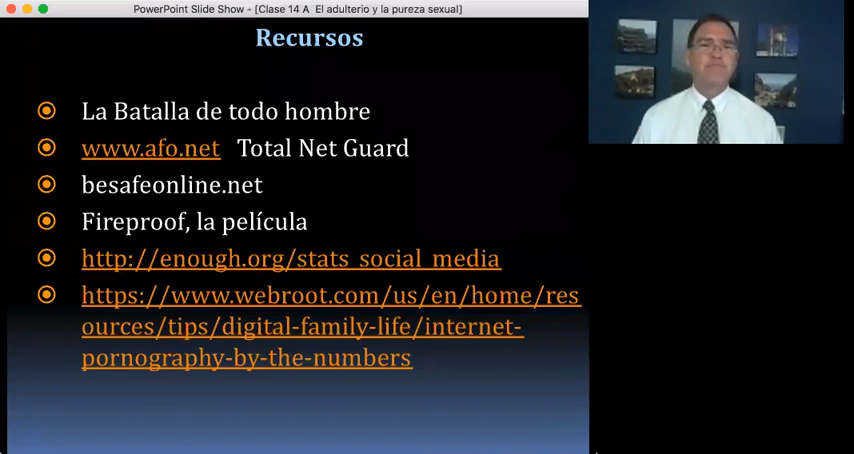 PowerPoint Slide Show - [Clase 14 A  El adulterio y la pureza sexual]
Recursos
La Batalla de todo hombre
www.afo.net   Total Net Guard
besafeonline.net
Fireproof, la película
http://enough.org/stats_social_media
https://www.webroot.com/us/en/home/res
ources/tips/digital-family-life/internet-
pornography-by-the-numbers